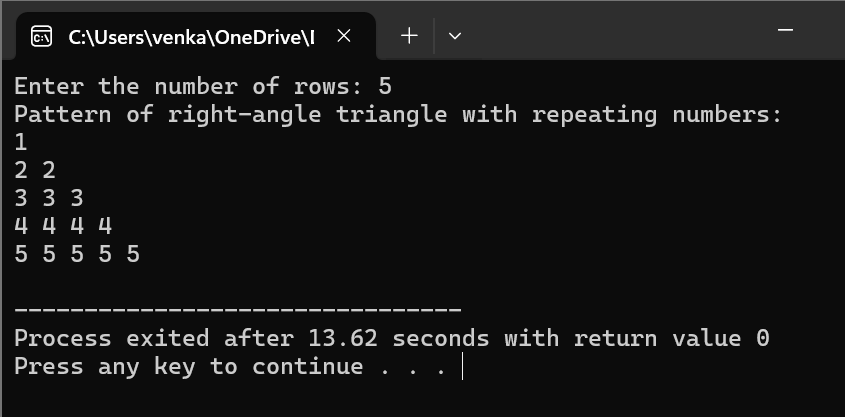 C:\Users\venka\OneDrive\I
Enter the number of rows: 5
Pattern of right-angle triangle with repeating numbers:
1
2 2
3 3 3
4 4 4 4
5 5 5 5 5
--------------------------------
Process exited after 13.62 seconds with return value 0
Press any key to continue . . .